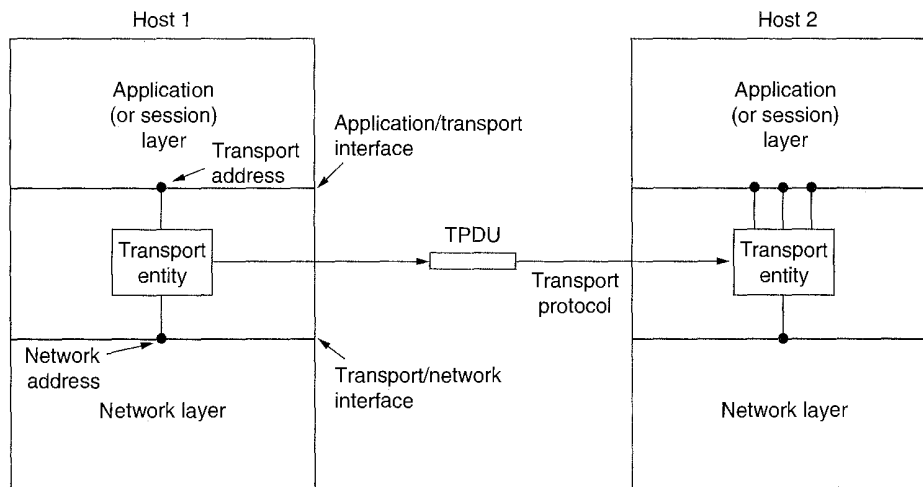 Host 1
Host 2
Application
(or session)
layer
Transport
address
Application/transport
interface
Application
(or session)
layer
TPDU
Transport
entity
Transport
protocol
Transport
entity
Network
address
Transport/network
interface
Network layer
Network layer